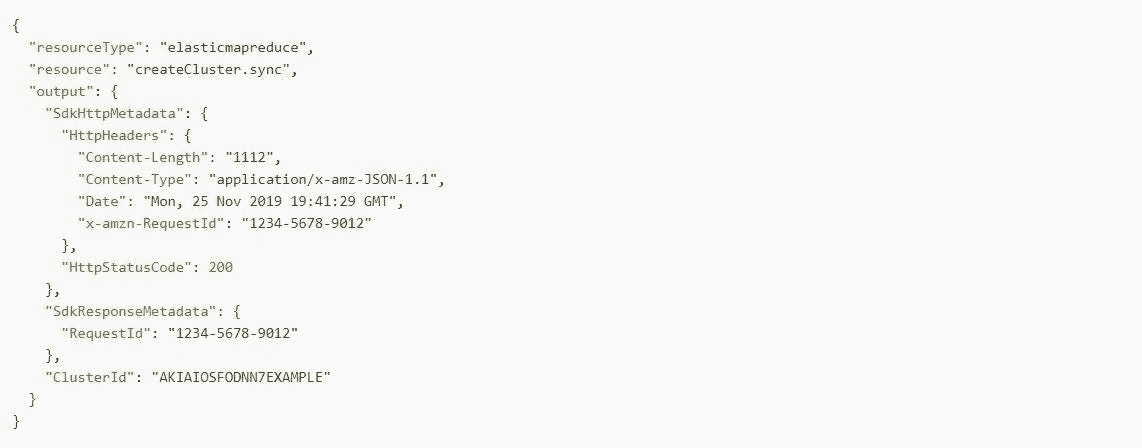 {
  "resourceType": "elasticmapreduce",
  "resource": "createCluster.sync",
  "output": {
    "SdkHttpMetadata": {
      "HttpHeaders": {
        "Content-Length": "1112",
        "Content-Type": "application/x-amz-JSON-1.1",
        "Date": "Mon, 25 Nov 2019 19:41:29 GMT",
        "x-amzn-RequestId": "1234-5678-9012"
      },
      "HttpStatusCode": 200
    },
    "SdkResponseMetadata": {
      "RequestId": "1234-5678-9012"
    },
    "ClusterId": "AKIAIOSFODNN7EXAMPLE"
  }
}